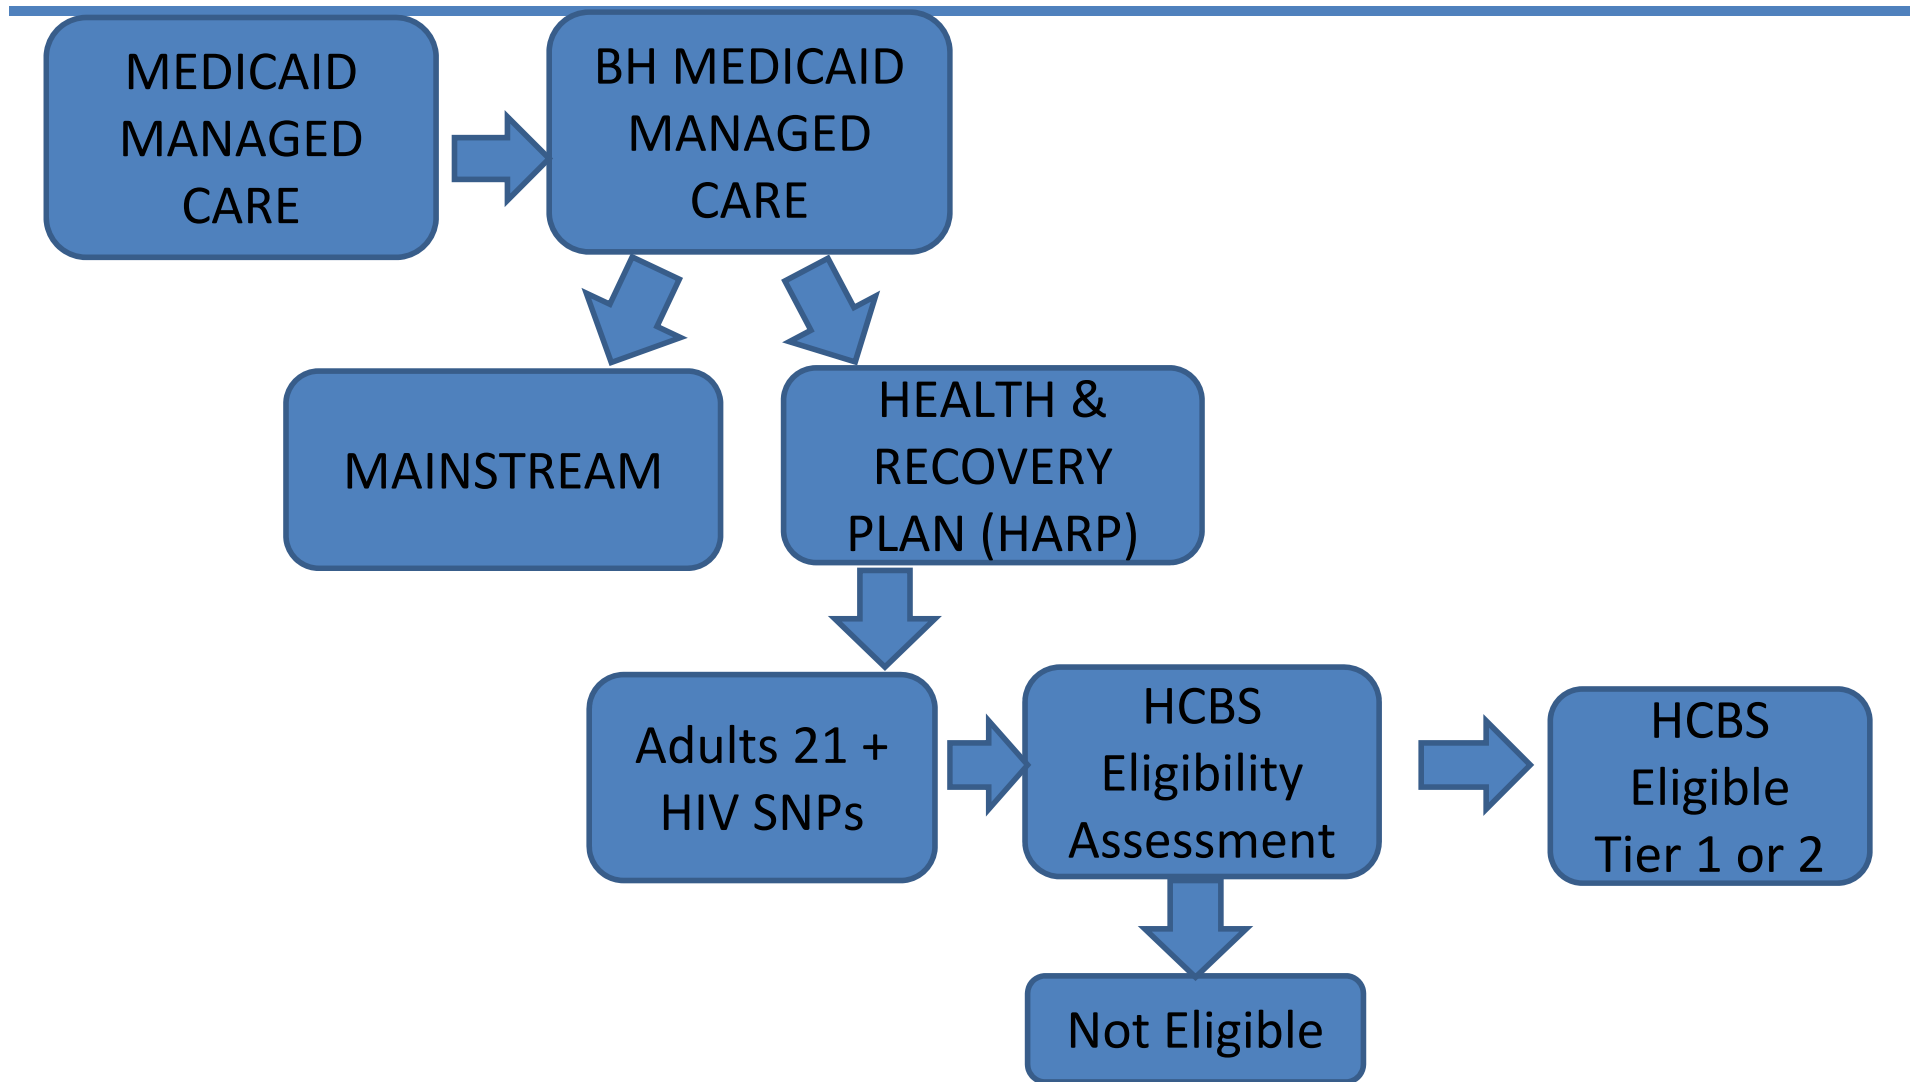 MEDICAID
MANAGED
CARE
BH MEDICAID
MANAGED
CARE
MAINSTREAM
HEALTH &
RECOVERY
PLAN (HARP)
Adults 21 +
HIV SNPs
HCBS
Eligibility
Assessment
HCBS
Eligible
Tier 1 or 2
Not Eligible